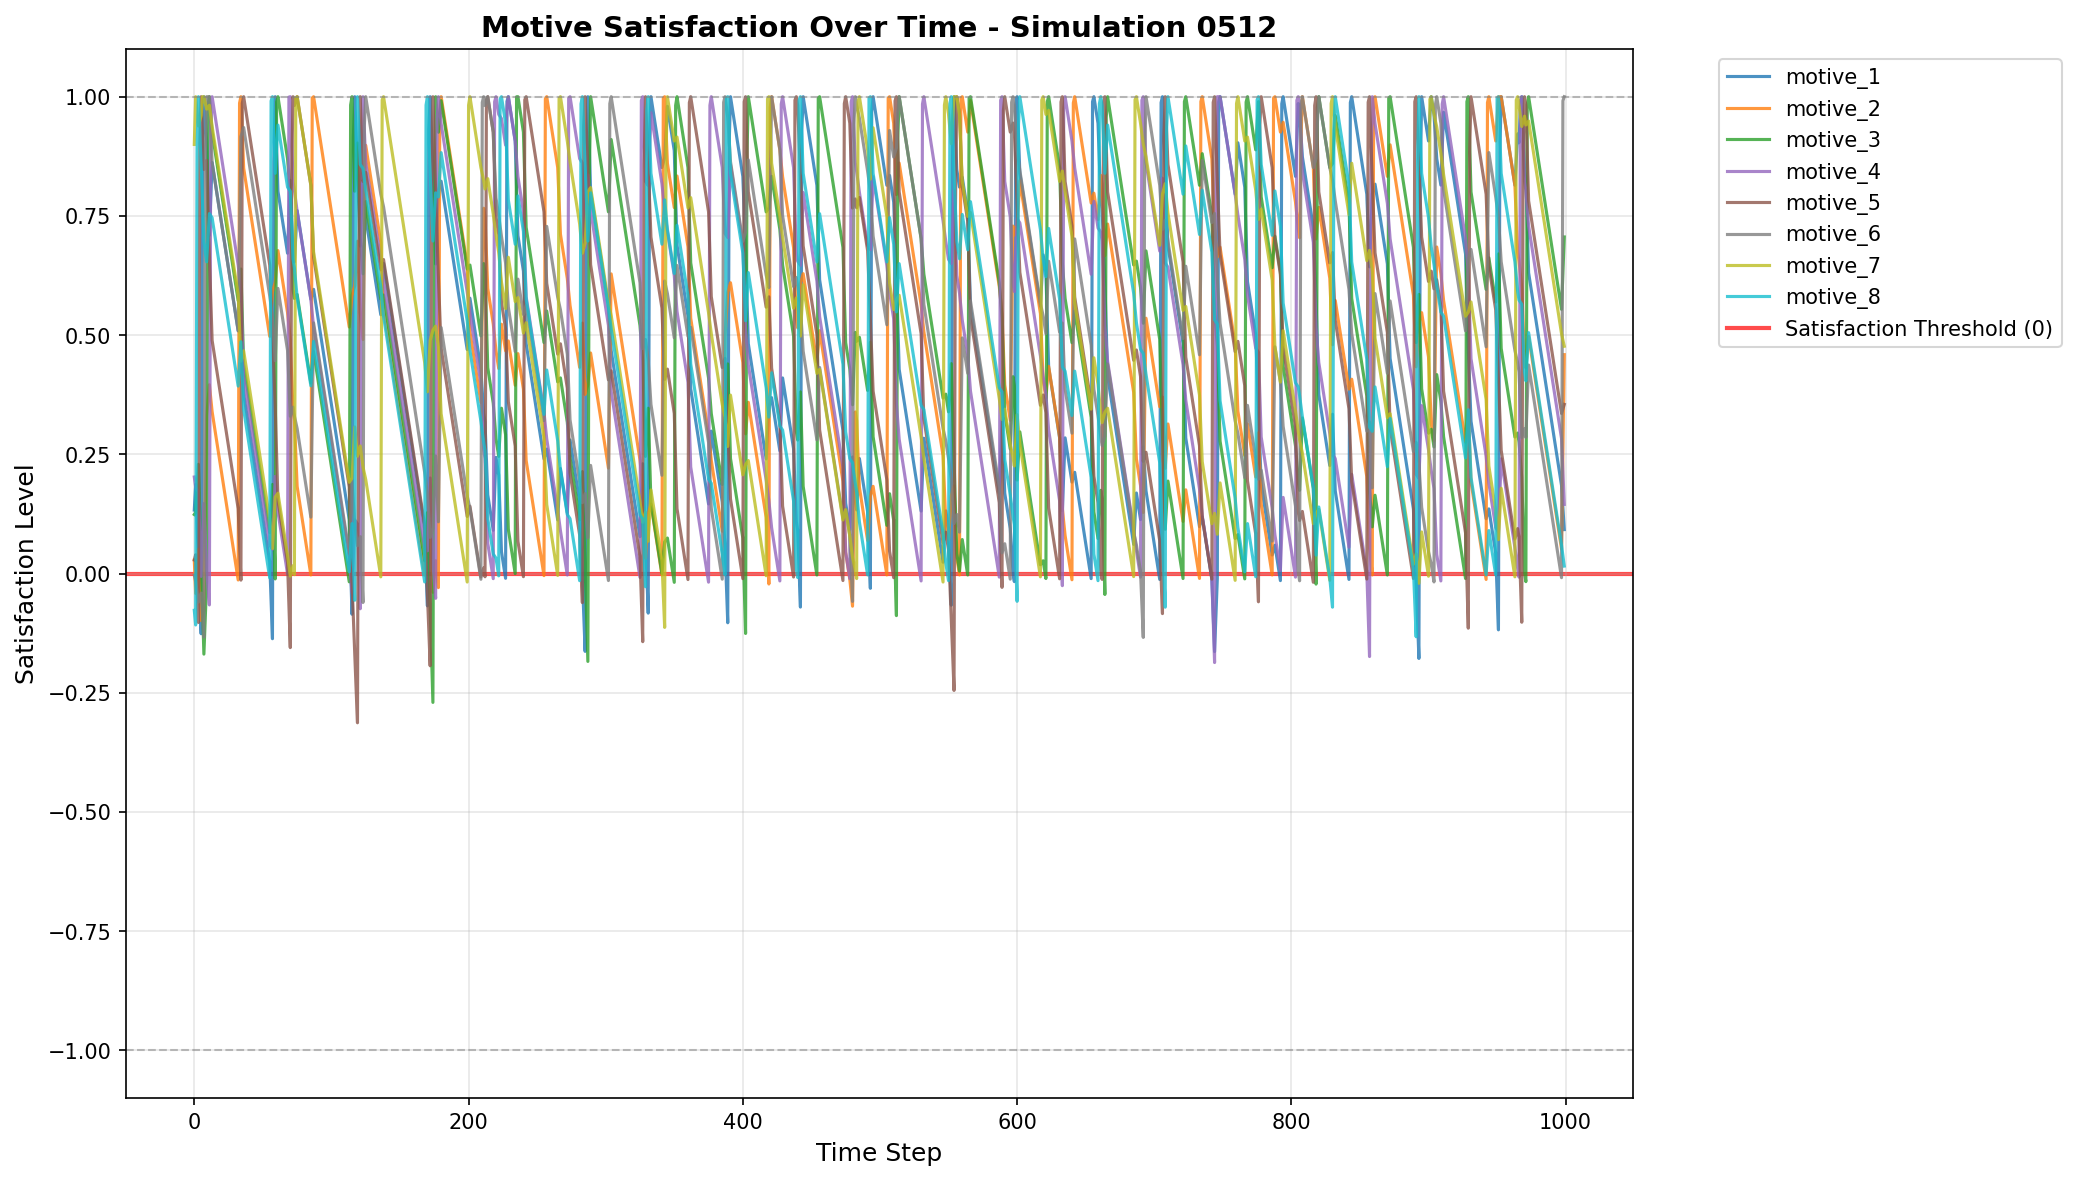 Motive Satisfaction Over Time - Simulation 0512
Satisfaction Level
1.00
0.75
0.50
0.25
0.00
−0.25
−0.50
−0.75
−1.00
0
200
400
600
800
1000
Time Step
motive_1
motive_2
motive_3
motive_4
motive_5
motive_6
motive_7
motive_8
Satisfaction Threshold (0)